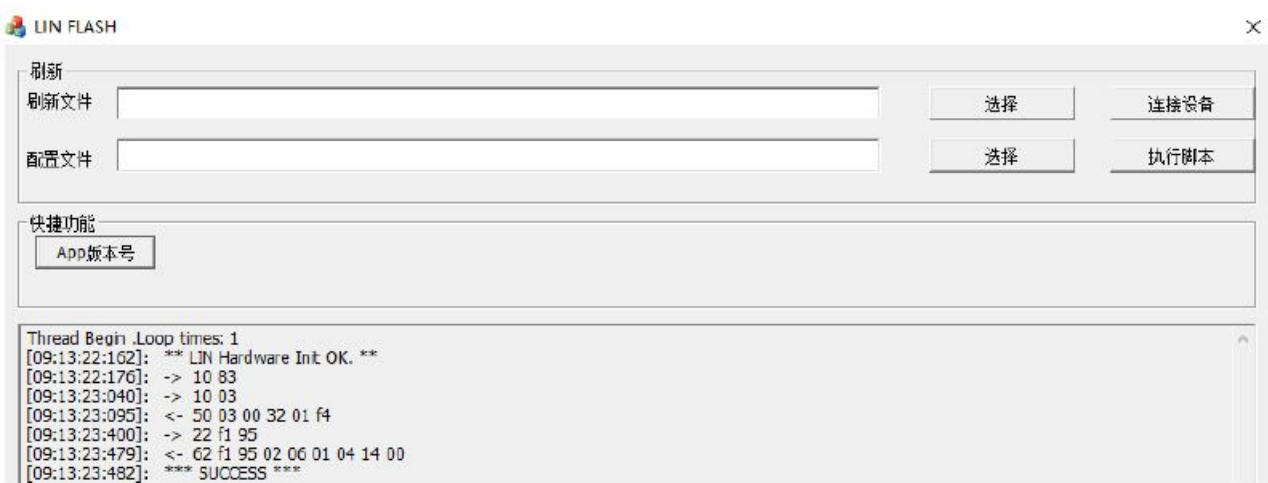 LIN FLASH
刷新
刷新文件 选择 连接设备
配置文件 选择 执行脚本
快捷功能
App版本号
Thread Begin .Loop times: 1
[09:13:22:162]: ** LIN Hardware Init OK. **
[09:13:22:176]: -> 10 83
[09:13:23:040]: -> 10 03
[09:13:23:095]: <- 50 03 00 32 01 f4
[09:13:23:400]: -> 22 f1 95
[09:13:23:479]: <- 62 f1 95 02 06 01 04 14 00
[09:13:23:482]: *** SUCCESS ***